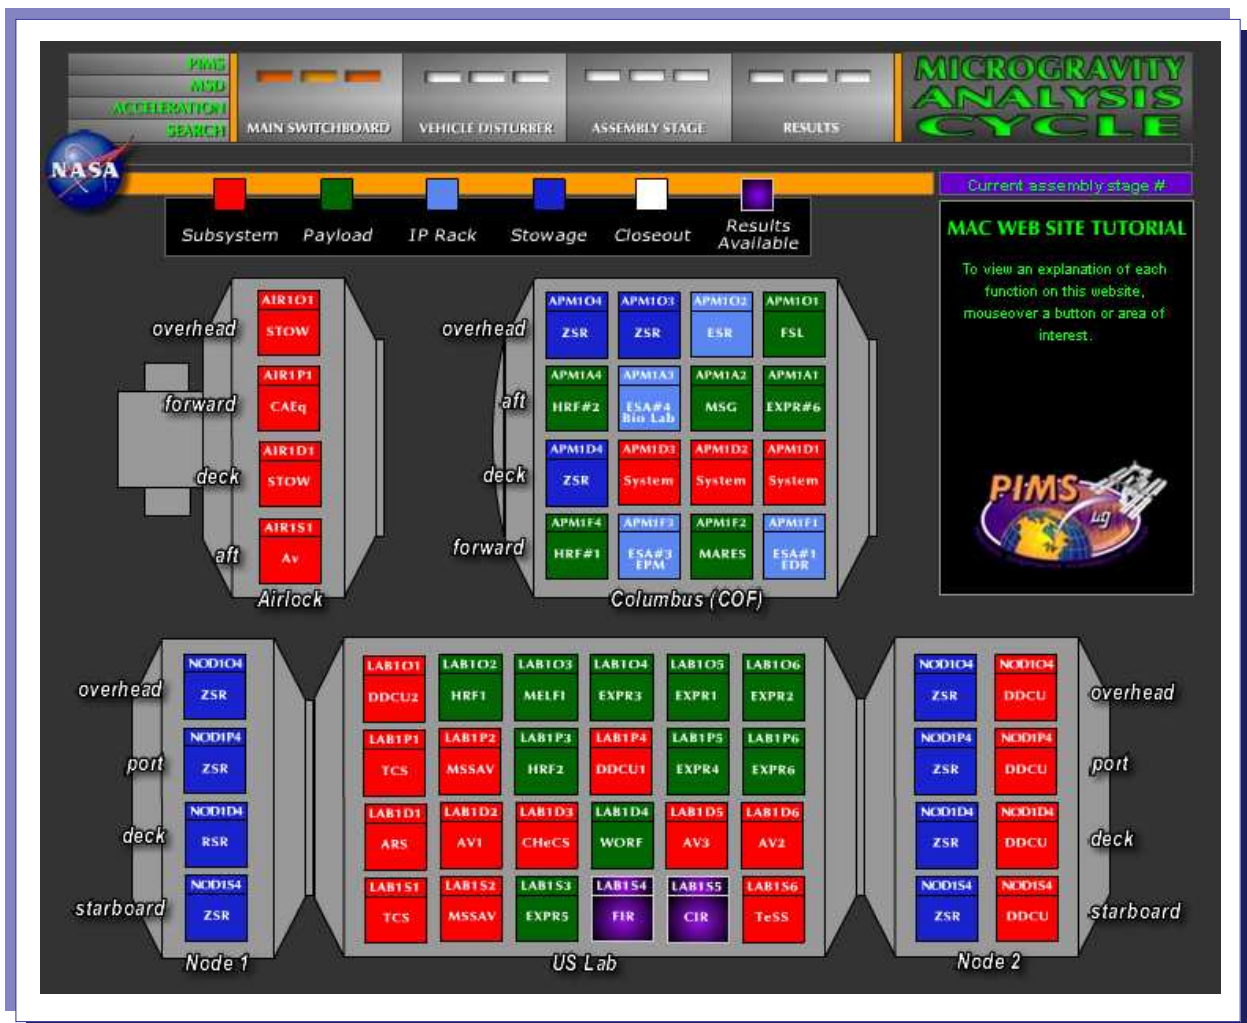 PIMS
MSD
ACCELERATION
SEARCH
MAIN SWITCHBOARD
VEHICLE DISTURBER
ASSEMBLY STAGE
RESULTS
MICROGRAVITY
ANALYSIS
CYCLE
NASA
Current assembly stage #
Subsystem
Payload
IP Rack
Stowage
Closeout
Results
Available
MAC WEB SITE TUTORIAL
To view an explanation of each
function on this website,
mouseover a button or area of
interest.
PIMS
µg
overhead
AIR1O1
STOW
forward
AIR1P1
CAEq
deck
AIR1D1
STOW
aft
AIR1S1
Av
Airlock
overhead
APM1O4 APM1O3 APM1O2 APM1O1
ZSR ZSR ESR FSL
aft
APM1A4 APM1A3 APM1A2 APM1A1
HRF#2 ESA#4 MSG EXPR#6
Bio Lab
deck
APM1D4 APM1D3 APM1D2 APM1D1
ZSR System System System
forward
APM1F4 APM1F3 APM1F2 APM1F1
HRF#1 ESA#3 MARES ESA#1
EPM EDR
Columbus (COF)
overhead
NOD1O4
ZSR
port
NOD1P4
ZSR
deck
NOD1D4
RSR
starboard
NOD1S4
ZSR
Node 1
LAB1O1 LAB1O2 LAB1O3 LAB1O4 LAB1O5 LAB1O6
DDCU2 HRF1 MELFI EXPR3 EXPR1 EXPR2
LAB1P1 LAB1P2 LAB1P3 LAB1P4 LAB1P5 LAB1P6
TCS MSSAV HRF2 DDCU1 EXPR4 EXPR6
LAB1D1 LAB1D2 LAB1D3 LAB1D4 LAB1D5 LAB1D6
ARS AV1 CHeCS WORF AV3 AV2
LAB1S1 LAB1S2 LAB1S3 LAB1S4 LAB1S5 LAB1S6
TCS MSSAV EXPR5 FIR CIR TeSS
US Lab
NOD1O4 NOD1O4
ZSR DDCU
overhead
NOD1P4 NOD1P4
ZSR DDCU
port
NOD1D4 NOD1D4
ZSR DDCU
deck
NOD1S4 NOD1S4
ZSR DDCU
starboard
Node 2